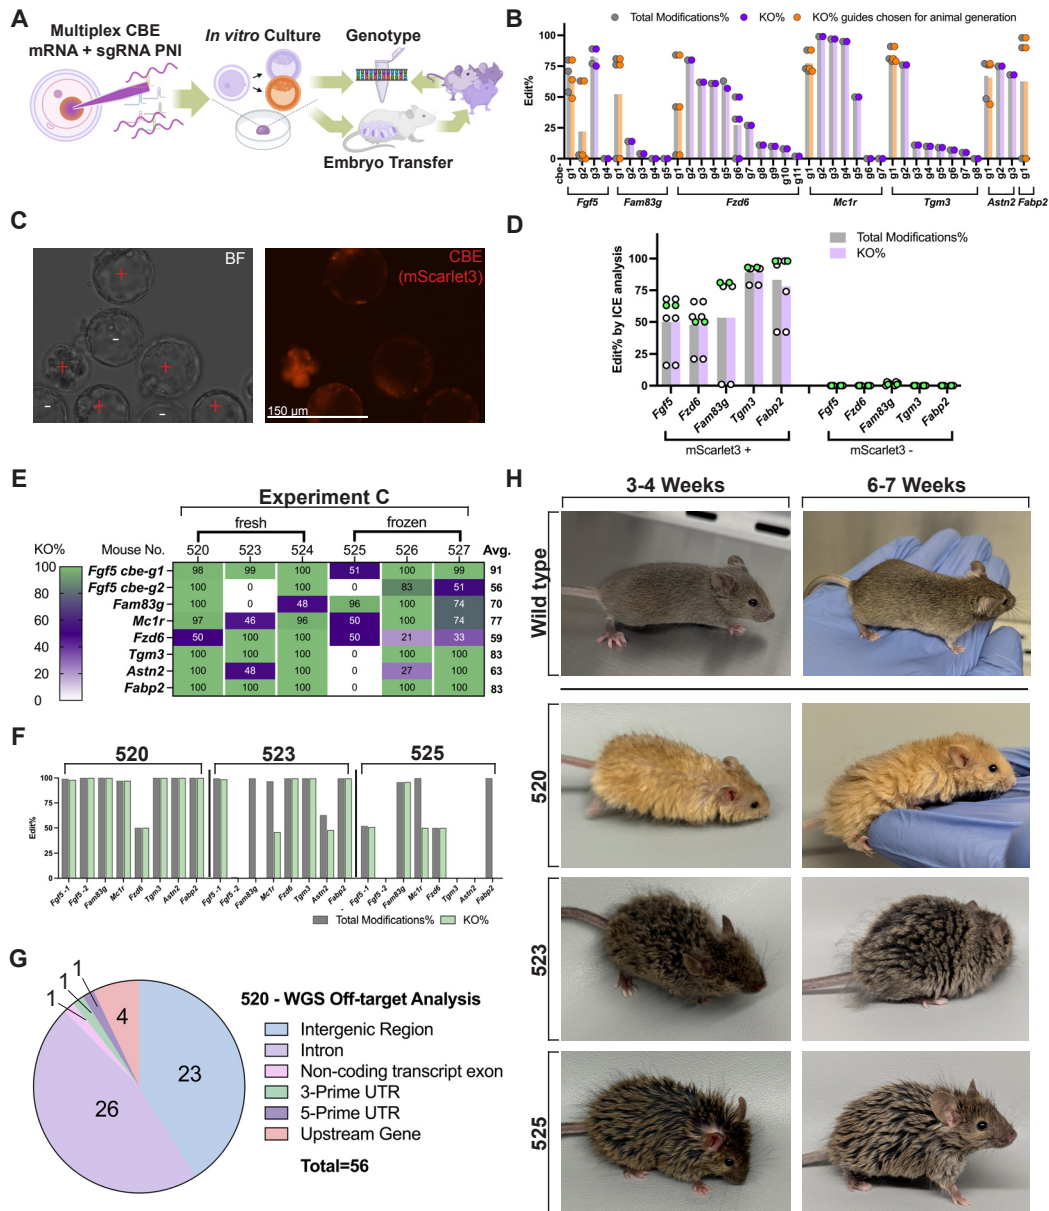 A
Multiplex CBE
mRNA + sgRNA PNI
In vitro Culture
Genotype
Embryo Transfer
B
Total Modifications%
KO%
KO% guides chosen for animal generation
Edit%
100
75
50
25
0
cbe-
g1 g2 g3 g4 g1 g2 g3 g4 g5 g1 g2 g3 g4 g5 g6 g7 g8 g9 g10 g11 g1 g2 g3 g4 g5 g6 g7 g1 g2 g3 g4 g5 g6 g7 g8 g1 g2 g3 g1
Fgf5 Fam83g Fzd6 Mc1r Tgm3 Astn2 Fabp2
C
BF
+
-
+
+
-
+
-
+
CBE
(mScarlet3)
150 µm
D
Total Modifications%
KO%
Edit% by ICE analysis
100
75
50
25
0
Fgf5 Fzd6 Fam83g Tgm3 Fabp2 Fgf5 Fzd6 Fam83g Tgm3 Fabp2
mScarlet3 + mScarlet3 -
E
Experiment C
fresh frozen
KO% Mouse No. 520 523 524 525 526 527 Avg.
100
80
60
40
20
0
Fgf5 cbe-g1 98 99 100 51 100 99 91
Fgf5 cbe-g2 100 0 100 0 83 51 56
Fam83g 100 0 48 96 100 74 70
Mc1r 97 46 96 50 100 74 77
Fzd6 50 100 100 50 21 33 59
Tgm3 100 100 100 0 100 100 83
Astn2 100 48 100 0 27 100 63
Fabp2 100 100 100 0 100 100 83
F
520 523 525
Edit%
100
50
0
Fgf5 -1 Fgf5 -2 Fam83g Mc1r Fzd6 Tgm3 Astn2 Fabp2 Fgf5 -1 Fgf5 -2 Fam83g Mc1r Fzd6 Tgm3 Astn2 Fabp2 Fgf5 -1 Fgf5 -2 Fam83g Mc1r Fzd6 Tgm3 Astn2 Fabp2
Total Modifications% KO%
G
1
1
1
4
23
26
520 - WGS Off-target Analysis
Intergenic Region
Intron
Non-coding transcript exon
3-Prime UTR
5-Prime UTR
Upstream Gene
Total=56
H
3-4 Weeks 6-7 Weeks
Wild type
520
523
525